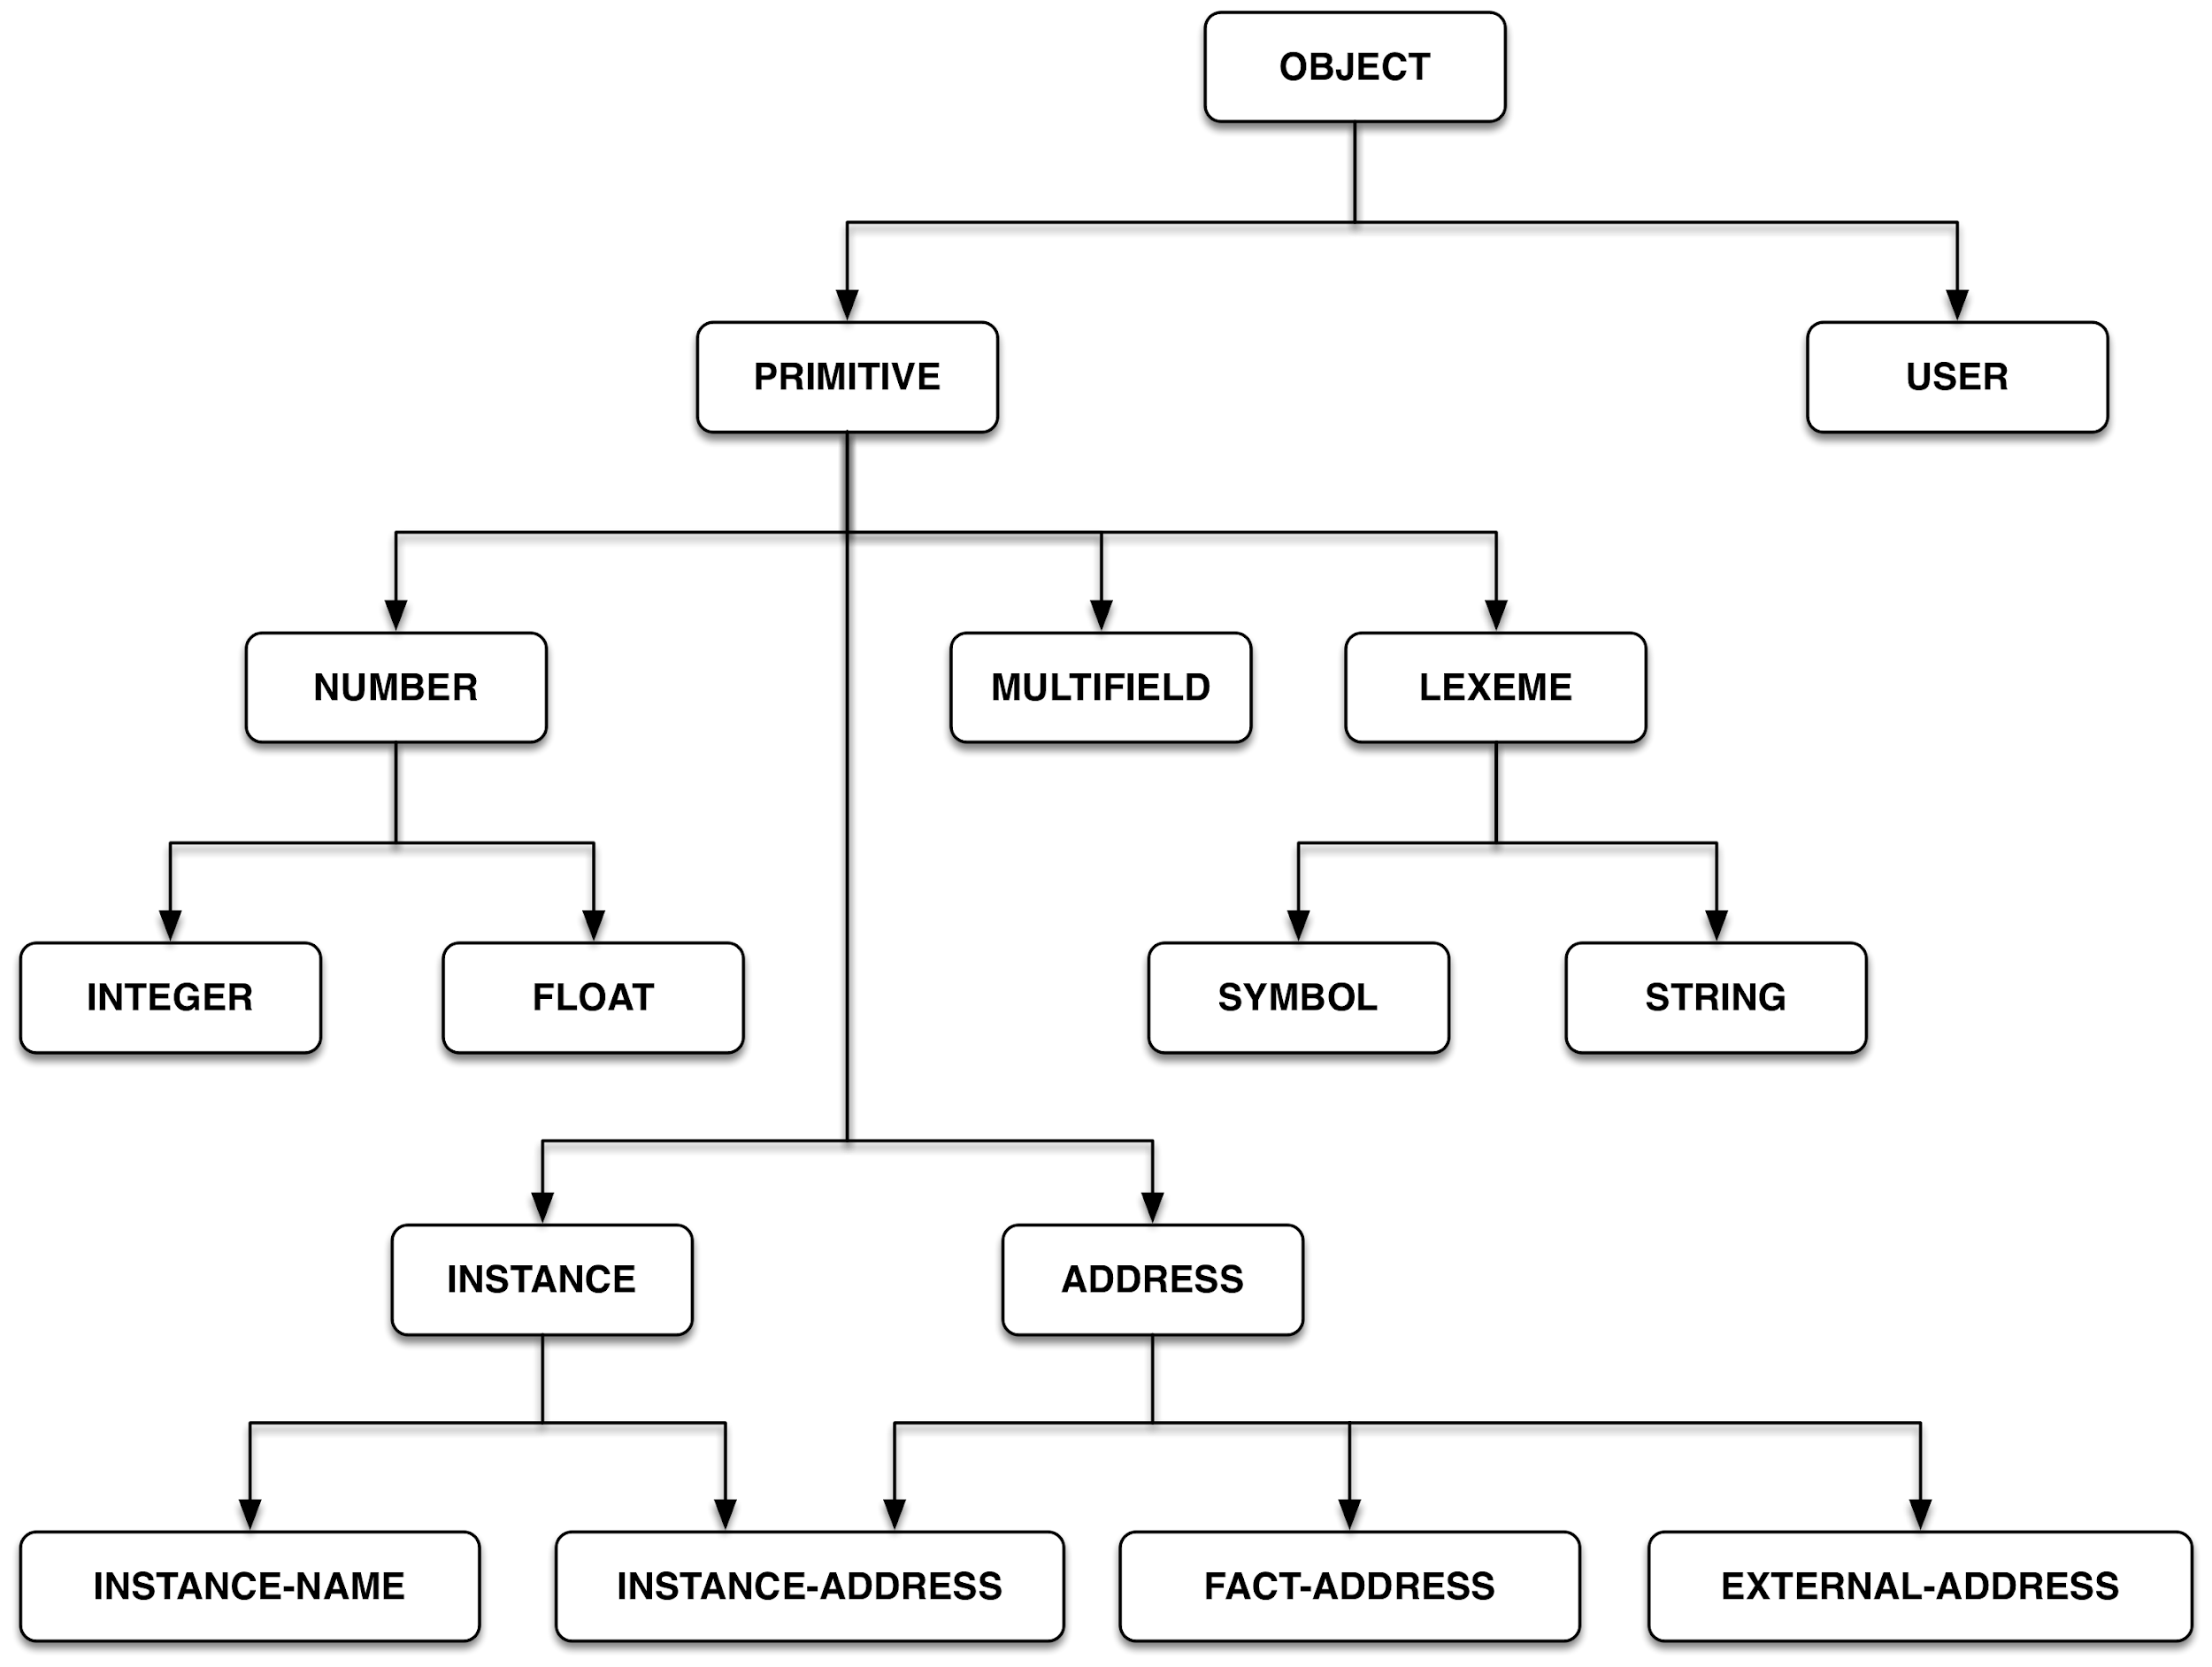 OBJECT
PRIMITIVE
USER
NUMBER
MULTIFIELD
LEXEME
INTEGER
FLOAT
SYMBOL
STRING
INSTANCE
ADDRESS
INSTANCE-NAME
INSTANCE-ADDRESS
FACT-ADDRESS
EXTERNAL-ADDRESS